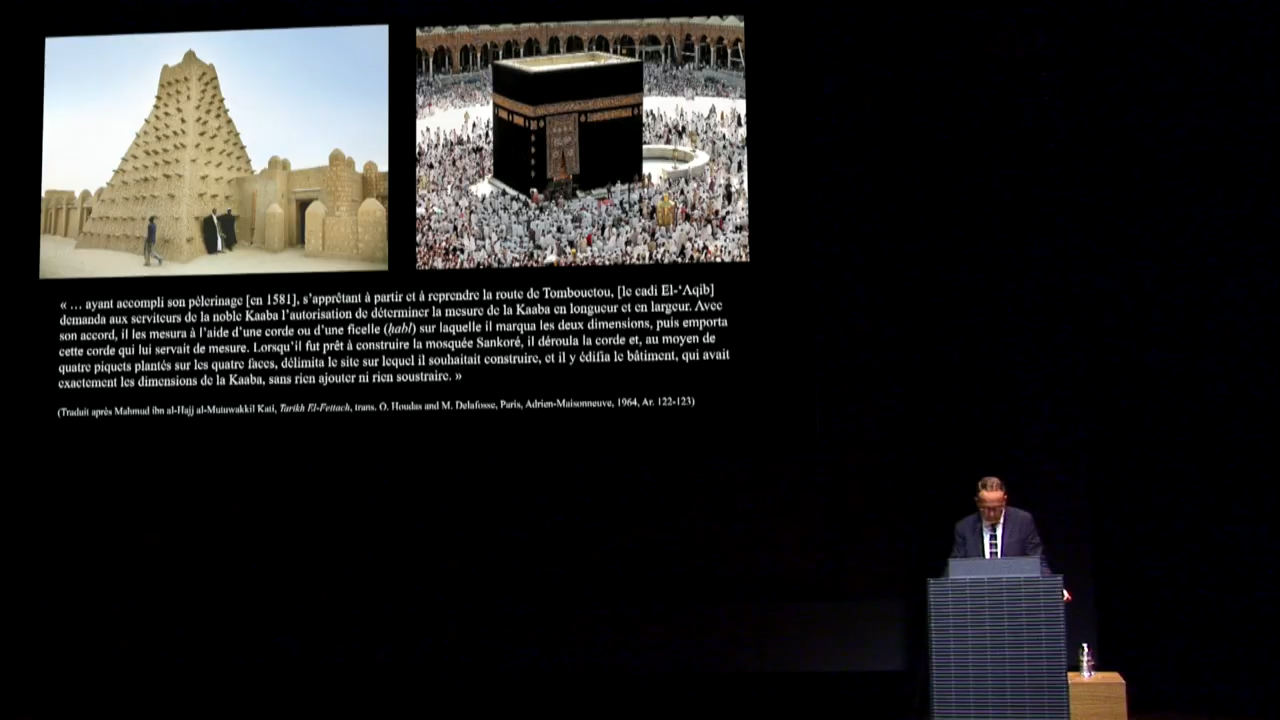 « … ayant accompli son pèlerinage [en 1581], s’apprêtant à partir et à reprendre la route de Tombouctou, [le cadi El-‘Aqib]
demanda aux serviteurs de la noble Kaaba l’autorisation de déterminer la mesure de la Kaaba en longueur et en largeur. Avec
son accord, il les mesura à l’aide d’une corde ou d’une ficelle (ḥabl) sur laquelle il marqua les deux dimensions, puis emporta
cette corde qui lui servait de mesure. Lorsqu’il fut prêt à construire la mosquée Sankoré, il déroula la corde et, au moyen de
quatre piquets plantés sur les quatre faces, délimita le site sur lequel il souhaitait construire, et il y édifia le bâtiment, qui avait
exactement les dimensions de la Kaaba, sans rien ajouter ni rien soustraire. »
(Traduit après Mahmud ibn al-Hajj al-Mutuwakkil Kati, Tarikh El-Fettach, trans. O. Houdas and M. Delafosse, Paris, Adrien-Maisonneuve, 1964, Ar. 122-123)